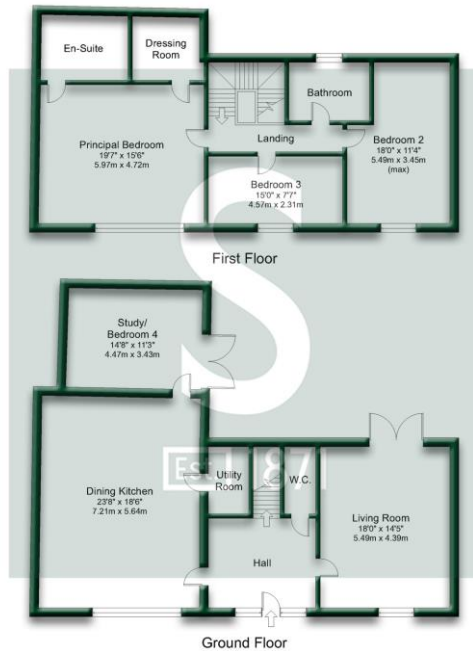 En-Suite
Dressing
Room
Bathroom
Principal Bedroom
19'7" x 15'6"
5.97m x 4.72m
Landing
Bedroom 2
18'0" x 11'4"
5.49m x 3.45m
(max)
Bedroom 3
15'0" x 7'7"
4.57m x 2.31m
First Floor
S
Study/
Bedroom 4
14'8" x 11'3"
4.47m x 3.43m
Est 1871
Utility
Room
W.C.
Dining Kitchen
23'8" x 18'6"
7.21m x 5.64m
Living Room
18'0" x 14'5"
5.49m x 4.39m
Hall
Ground Floor